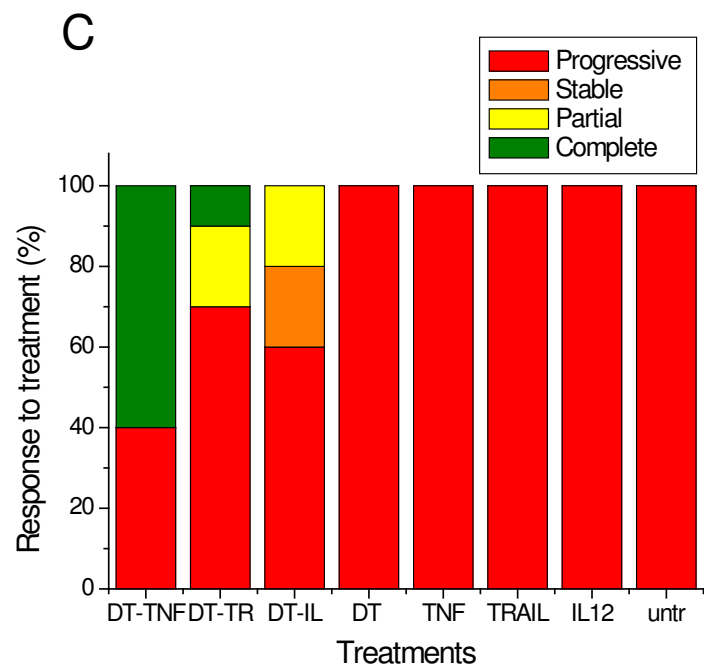 C
Progressive
Stable
Partial
Complete
Response to treatment (%)
100
80
60
40
20
0
DT-TNF DT-TR DT-IL DT TNF TRAIL IL12 untr
Treatments